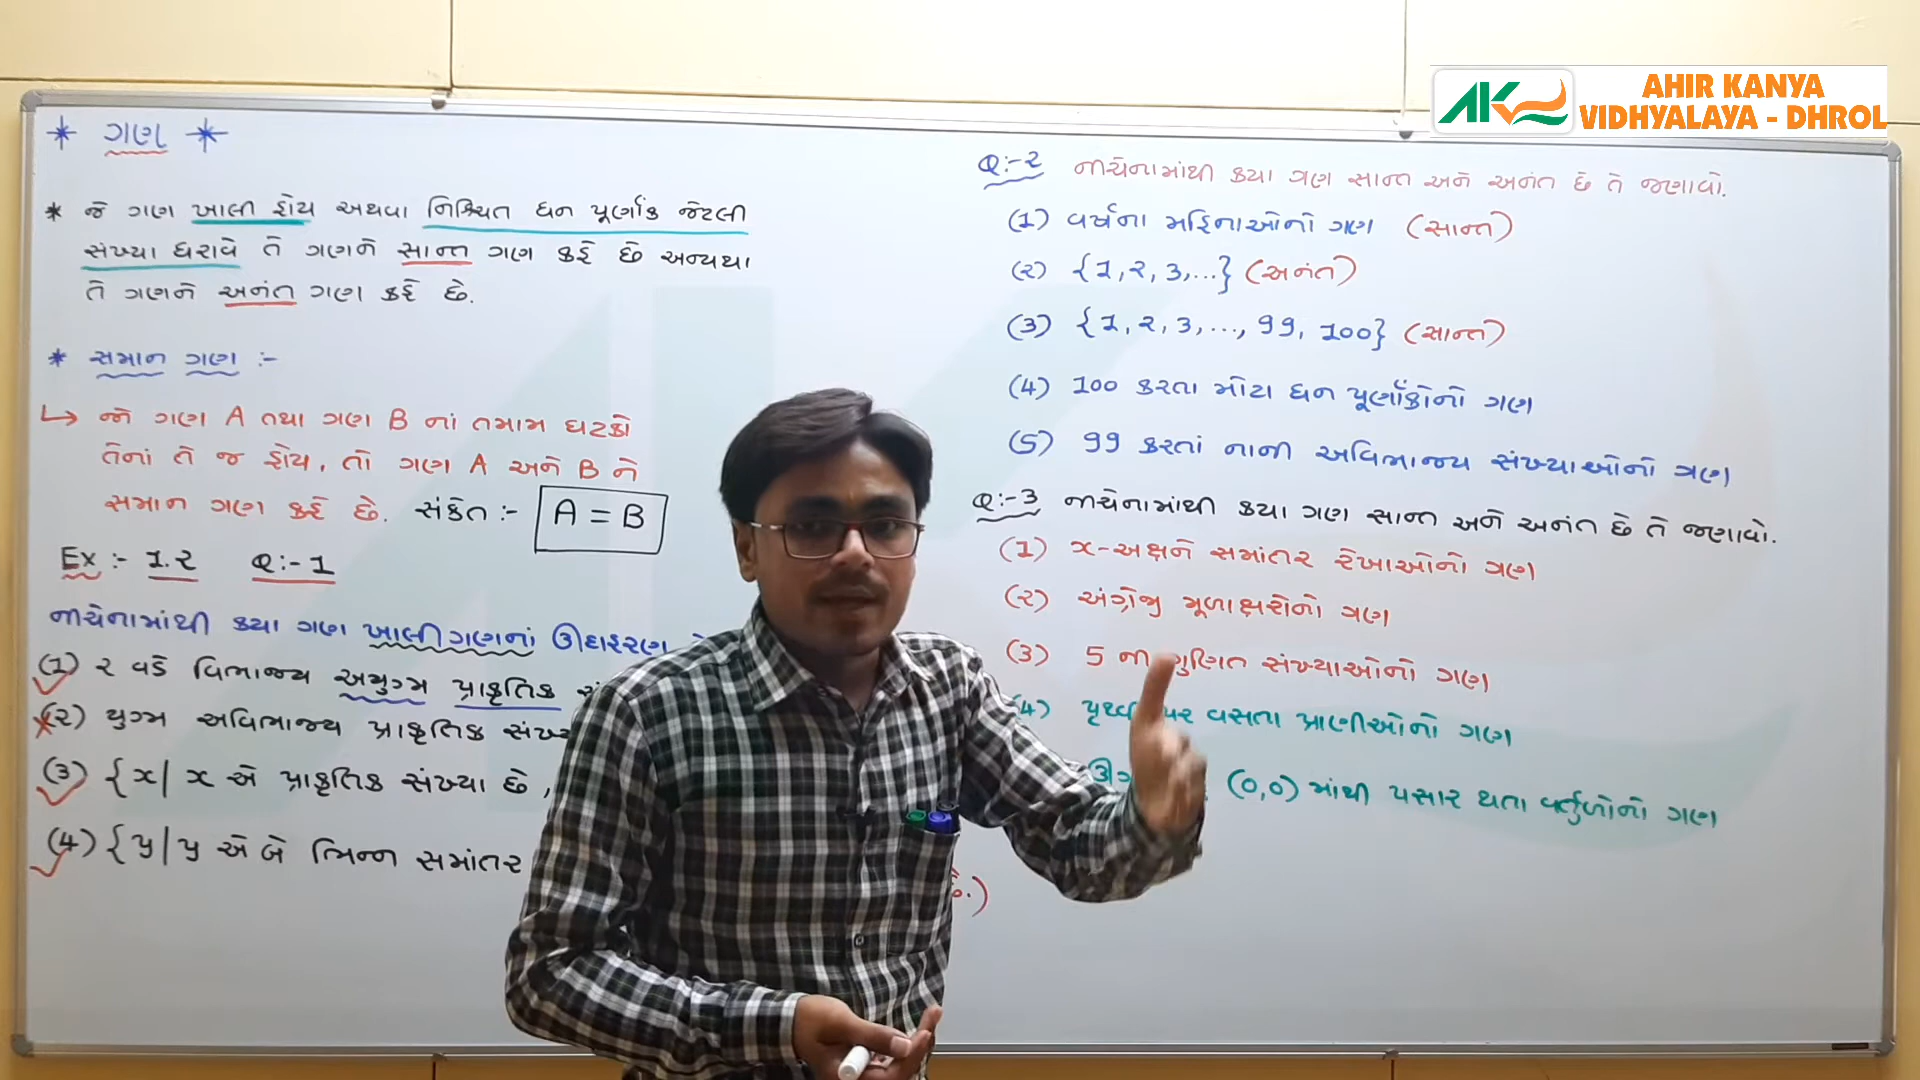 AHIR KANYA
VIDHYALAYA - DHROL
* ગણ *
* જે ગણ ખાલી હોય અથવા નિશ્ચિત ધન પૂર્ણાંક જેટલી
સંખ્યા ધરાવે તે ગણને સાન્ત ગણ કહે છે અન્યથા
તે ગણને અનંત ગણ કહે છે.
* સમાન ગણ :-
↳ જો ગણ A તથા ગણ B નાં તમામ ઘટકો
તેનાં તે જ હોય, તો ગણ A અને B ને
સમાન ગણ કહે છે. સંકેત :- A = B
Ex :- 1.૨ Q:-1
નીચેનામાંથી કયા ગણ ખાલીગણનાં ઊદાહરણ
(1) ૨ વડે વિભાજ્ય અયુગ્મ પ્રાકૃતિક
(૨) યુગ્મ અવિભાજ્ય પ્રાકૃતિક
(3) {x| x એ પ્રાકૃતિક સંખ્યા છે,
(4) {y|y એ બે ભિન્ન સમાંતર
છે.)
Q:-૨ નીચેનામાંથી કયા ગણ સાન્ત અને અનંત છે તે જણાવો.
(1) વર્ષના મહિનાઓનો ગણ (સાન્ત)
(૨) {1, ૨, 3,...} (અનંત)
(3) {1, ૨, 3, ..., 99, 100} (સાન્ત)
(4) 100 કરતા મોટા ધન પૂર્ણાંકોનો ગણ
(5) 99 કરતાં નાની અવિભાજ્ય સંખ્યાઓનો ગણ
Q:-3 નીચેનામાંથી કયા ગણ સાન્ત અને અનંત છે તે જણાવો.
(1) x-અક્ષને સમાંતર રેખાઓનો ગણ
(૨) અંગ્રેજી મૂળાક્ષરોનો ગણ
(3) 5 ની ગુણિત સંખ્યાઓનો ગણ
(4) પૃથ્વી પર વસતા પ્રાણીઓનો ગણ
(0,0) માંથી પસાર થતા વર્તુળોનો ગણ